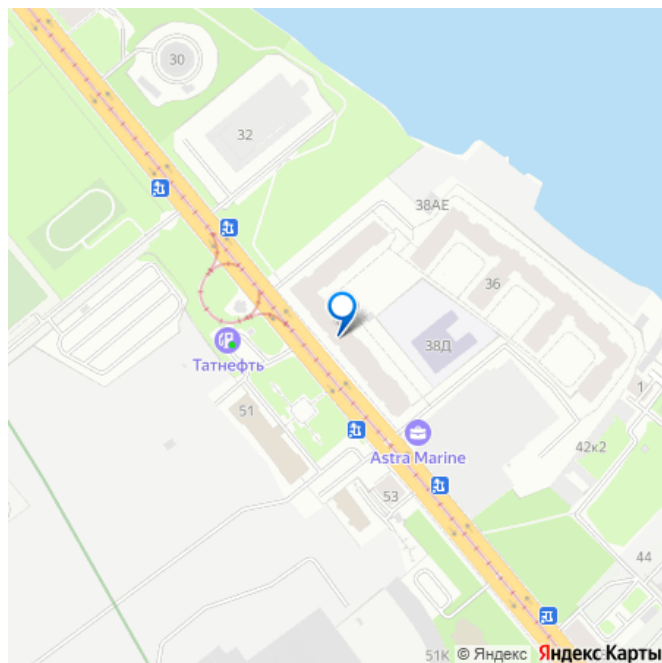 30
32
38АЕ
36
38Д
Татнефть
1
51
Astra Marine
42к2
53
44
51К
© Яндекс
Яндекс Карты